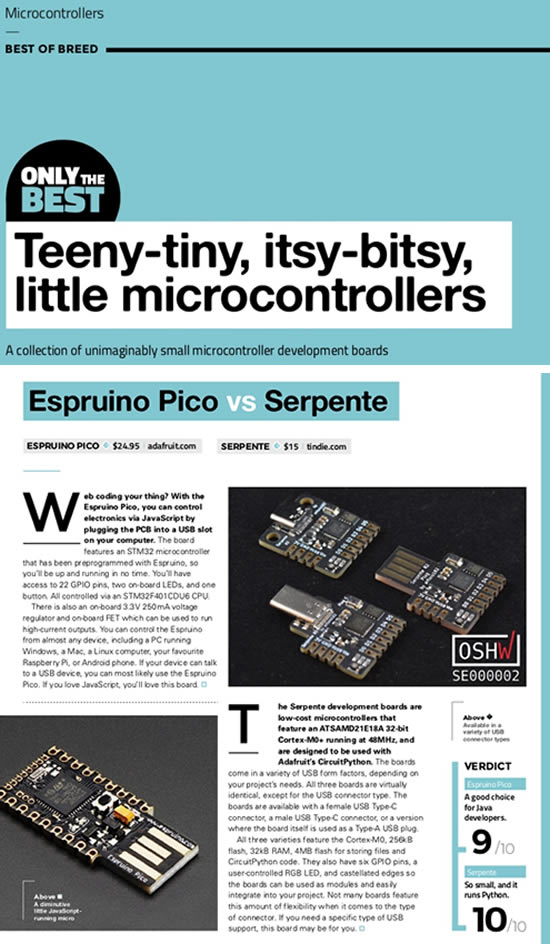 Microcontrollers
BEST OF BREED
ONLY THE
BEST
Teeny-tiny, itsy-bitsy,
little microcontrollers
A collection of unimaginably small microcontroller development boards
Espruino Pico vs Serpente
ESPRUINO PICO $24.95 adafruit.com SERPENTE $15 tindie.com
Web coding your thing? With the
Espruino Pico, you can control
electronics via JavaScript by
plugging the PCB into a USB slot
on your computer. The board
features an STM32 microcontroller
that has been preprogrammed with Espruino, so
you'll be up and running in no time. You'll have
access to 22 GPIO pins, two on-board LEDs, and one
button. All controlled via an STM32F401CDU6 CPU.
There is also an on-board 3.3V 250mA voltage
regulator and on-board FET which can be used to run
high-current outputs. You can control the Espruino
from almost any device, including a PC running
Windows, a Mac, a Linux computer, your favourite
Raspberry Pi, or Android phone. If your device can talk
to a USB device, you can most likely use the Espruino
Pico. If you love JavaScript, you'll love this board.
OSHW
SE000002
Above
Available in a
variety of USB
connector types
The Serpente development boards are
low-cost microcontrollers that
feature an ATSAMD21E18A 32-bit
Cortex-M0+ running at 48MHz, and
are designed to be used with
Adafruit's CircuitPython. The boards
come in a variety of USB form factors, depending on
your project's needs. All three boards are virtually
identical, except for the USB connector type. The
boards are available with a female USB Type-C
connector, a male USB Type-C connector, or a version
where the board itself is used as a Type-A USB plug.
All three varieties feature the Cortex-M0, 256kB
flash, 32kB RAM, 4MB flash for storing files and
CircuitPython code. They also have six GPIO pins, a
user-controlled RGB LED, and castellated edges so
the boards can be used as modules and easily
integrate into your project. Not many boards feature
this amount of flexibility when it comes to the type
of connector. If you need a specific type of USB
support, this board may be for you.
Espruino Pico
Above
A diminutive
little JavaScript-
running micro
VERDICT
Espruino Pico
A good choice
for Java
developers.
9/10
Serpente
So small, and it
runs Python.
10/10